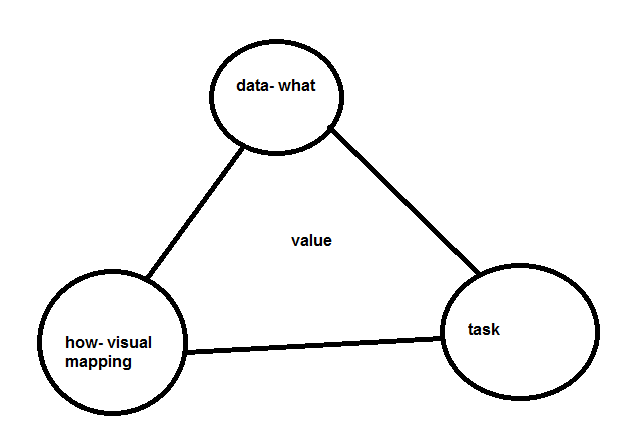 data- what
value
how- visual
mapping
task